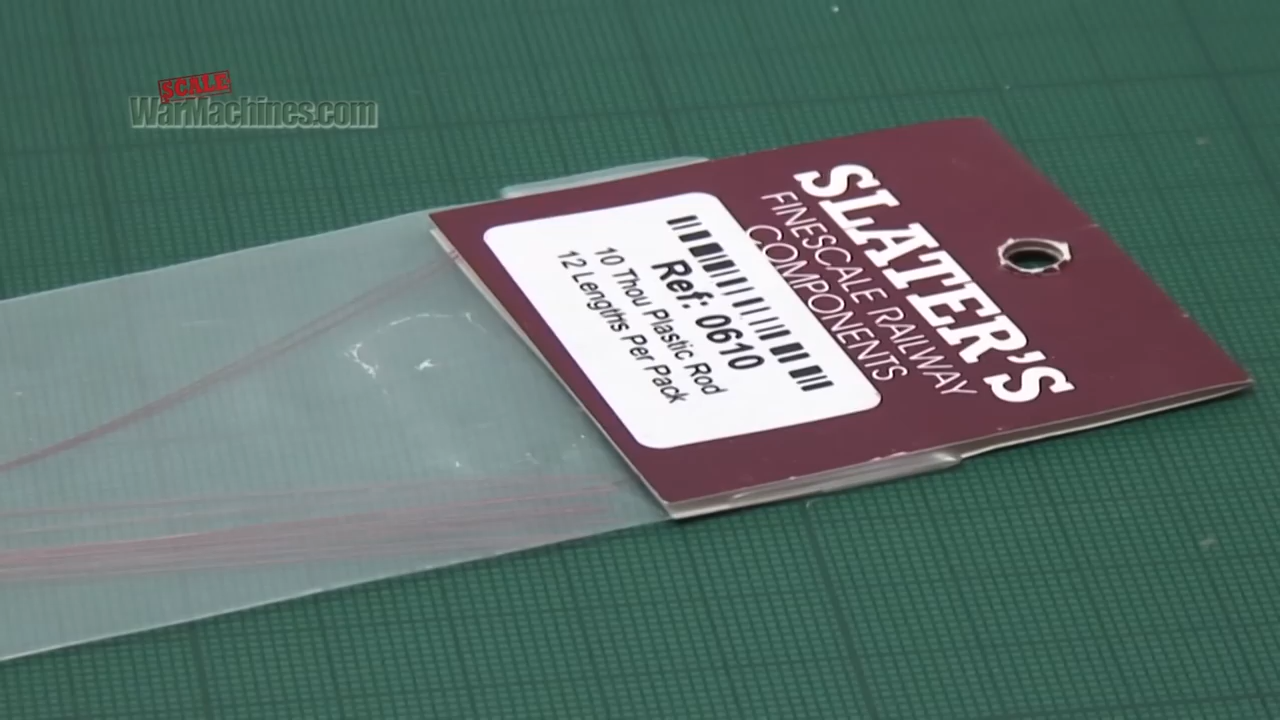 SCALE
WarMachines.com
SLATER'S
FINESCALE RAILWAY
COMPONENTS
Ref: 0610
10 Thou Plastic Rod
12 Lengths Per Pack